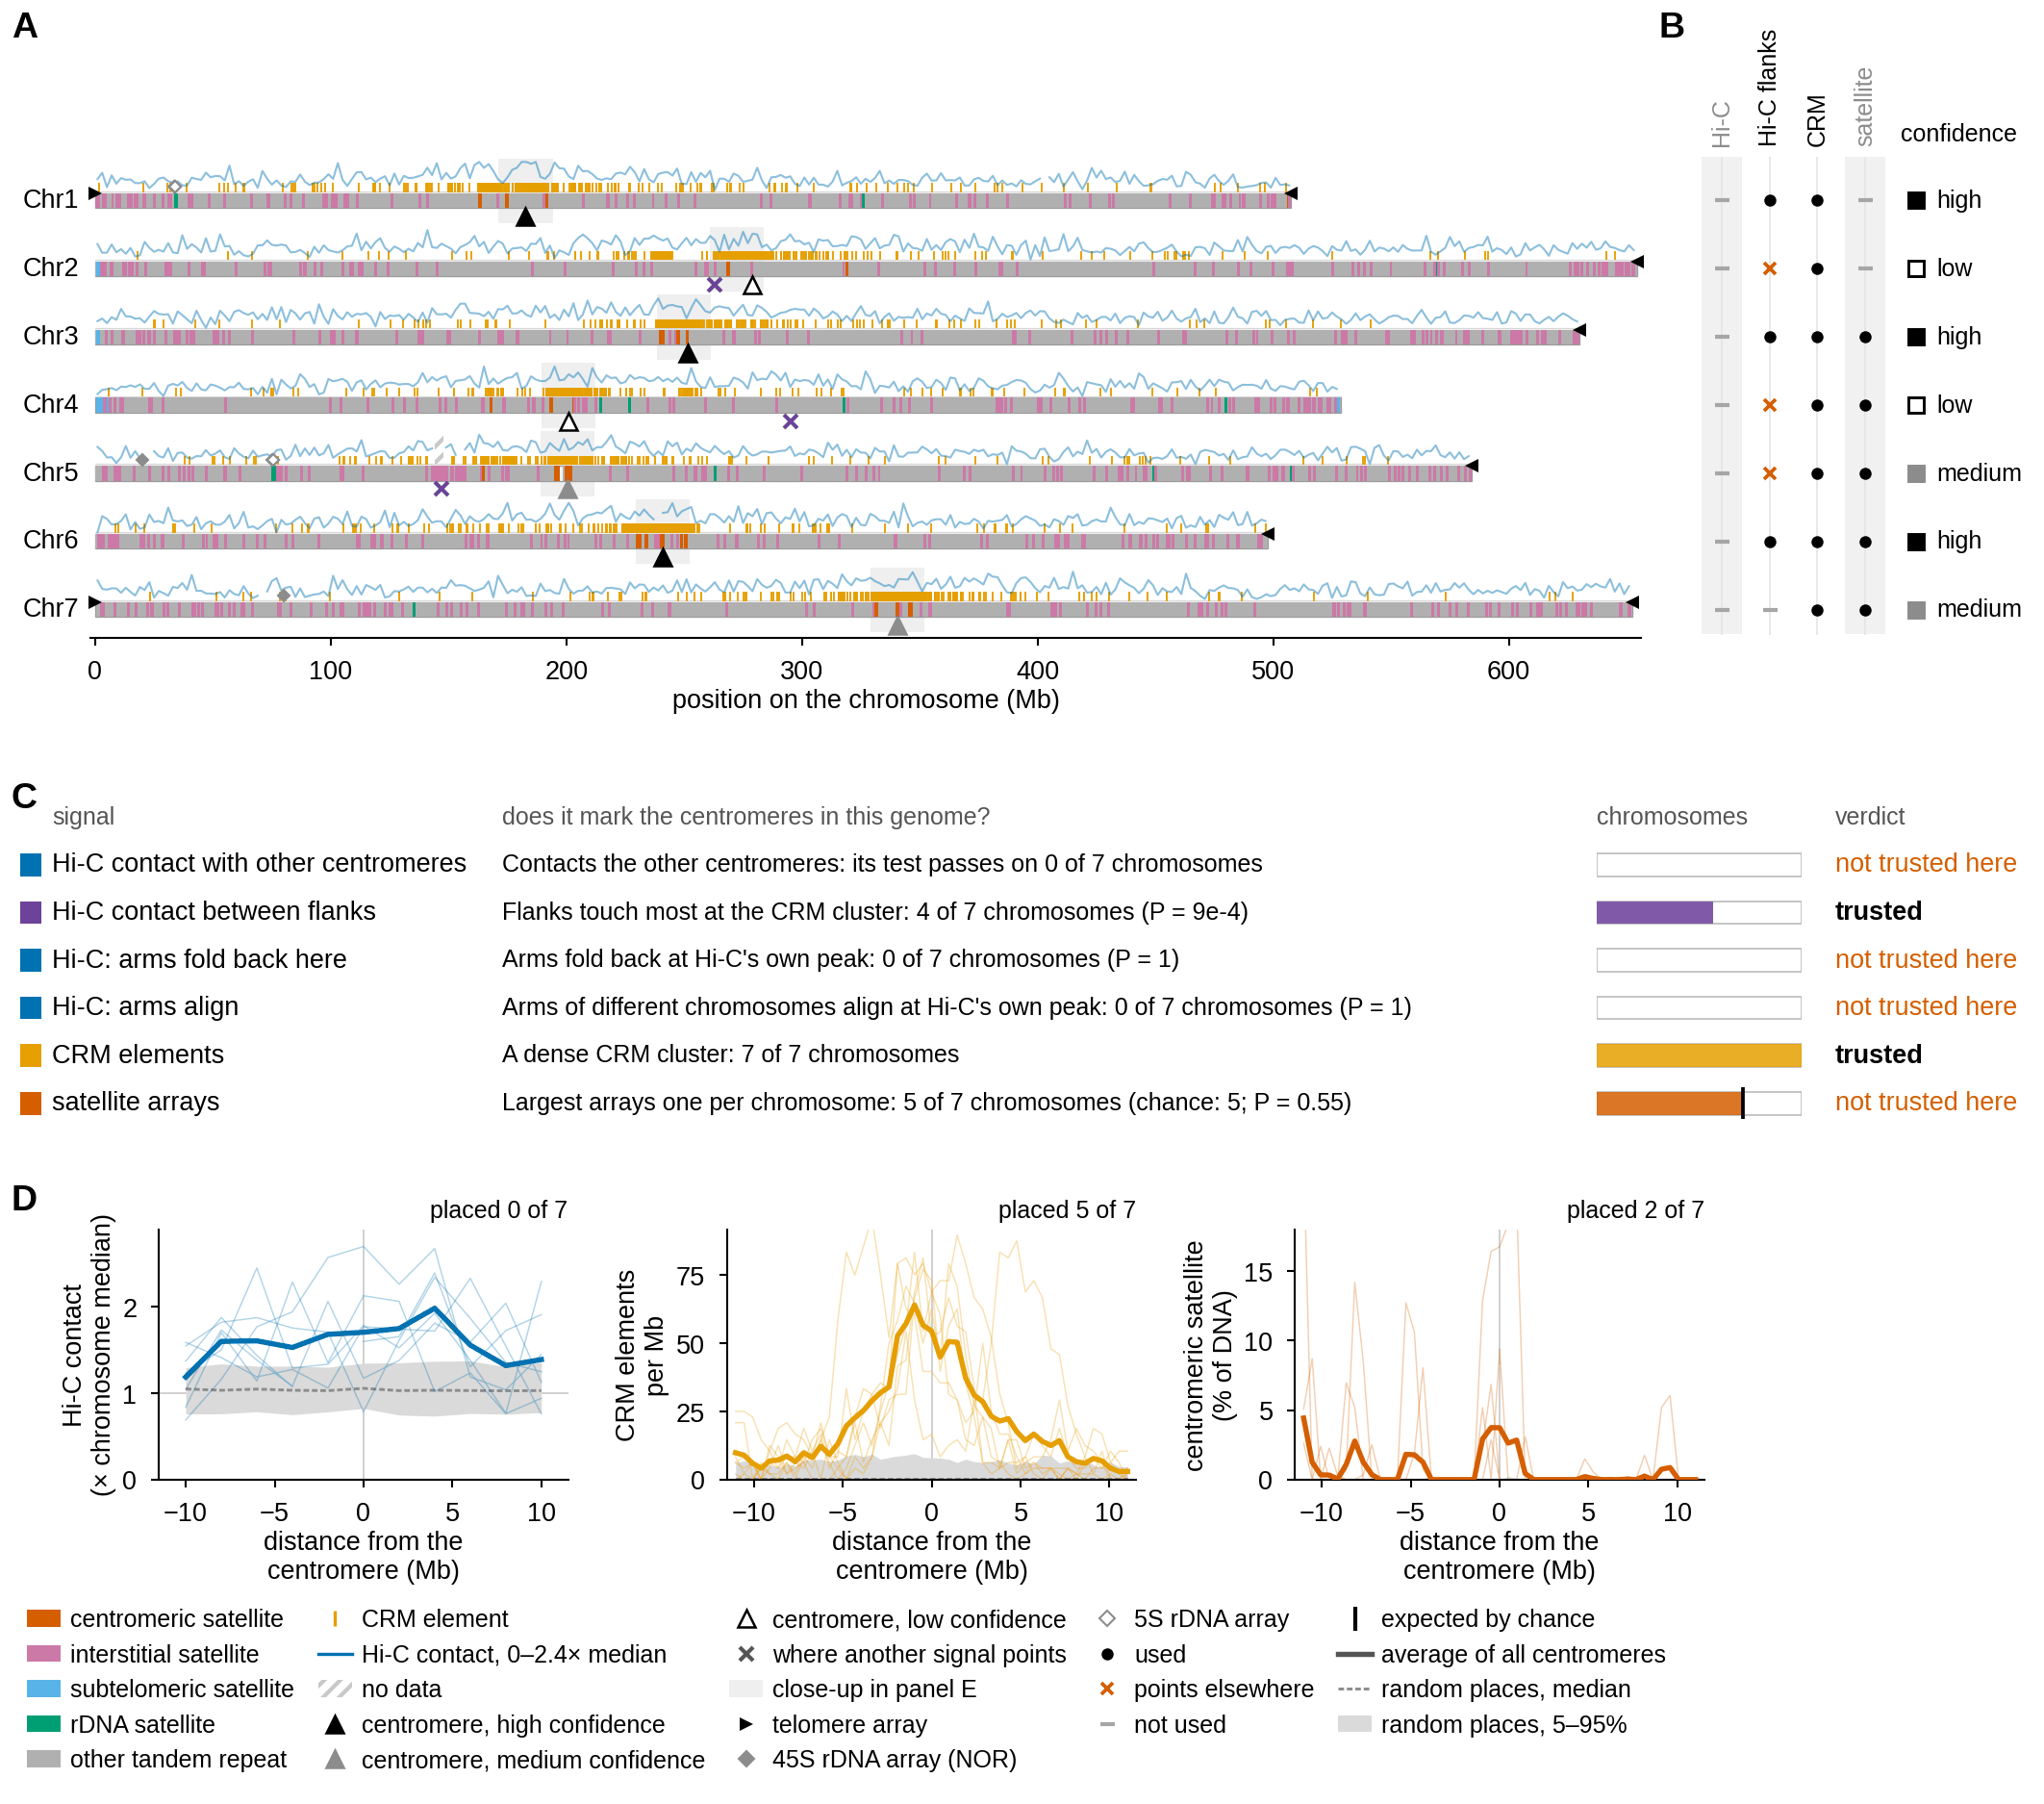 A
B
Hi-C
Hi-C flanks
CRM
satellite
confidence
Chr1
high
Chr2
low
Chr3
high
Chr4
low
Chr5
medium
Chr6
high
Chr7
medium
0 100 200 300 400 500 600
position on the chromosome (Mb)
C
signal does it mark the centromeres in this genome? chromosomes verdict
Hi-C contact with other centromeres Contacts the other centromeres: its test passes on 0 of 7 chromosomes not trusted here
Hi-C contact between flanks Flanks touch most at the CRM cluster: 4 of 7 chromosomes (P = 9e-4) trusted
Hi-C: arms fold back here Arms fold back at Hi-C's own peak: 0 of 7 chromosomes (P = 1) not trusted here
Hi-C: arms align Arms of different chromosomes align at Hi-C's own peak: 0 of 7 chromosomes (P = 1) not trusted here
CRM elements A dense CRM cluster: 7 of 7 chromosomes trusted
satellite arrays Largest arrays one per chromosome: 5 of 7 chromosomes (chance: 5; P = 0.55) not trusted here
D
placed 0 of 7
Hi-C contact
(× chromosome median)
2
1
0
−10 −5 0 5 10
distance from the
centromere (Mb)
placed 5 of 7
CRM elements
per Mb
75
50
25
0
−10 −5 0 5 10
distance from the
centromere (Mb)
placed 2 of 7
centromeric satellite
(% of DNA)
15
10
5
0
−10 −5 0 5 10
distance from the
centromere (Mb)
centromeric satellite
interstitial satellite
subtelomeric satellite
rDNA satellite
other tandem repeat
CRM element
Hi-C contact, 0–2.4× median
no data
centromere, high confidence
centromere, medium confidence
centromere, low confidence
where another signal points
close-up in panel E
telomere array
45S rDNA array (NOR)
5S rDNA array
used
points elsewhere
not used
expected by chance
average of all centromeres
random places, median
random places, 5–95%